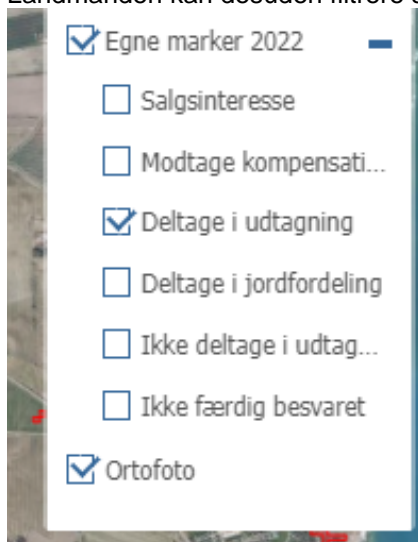 Landmanden kan desuden filtrere
Egne marker 2022
Salgsinteresse
Modtage kompensati...
Deltage i udtagning
Deltage i jordfordeling
Ikke deltage i udtag...
Ikke færdig besvaret
Ortofoto